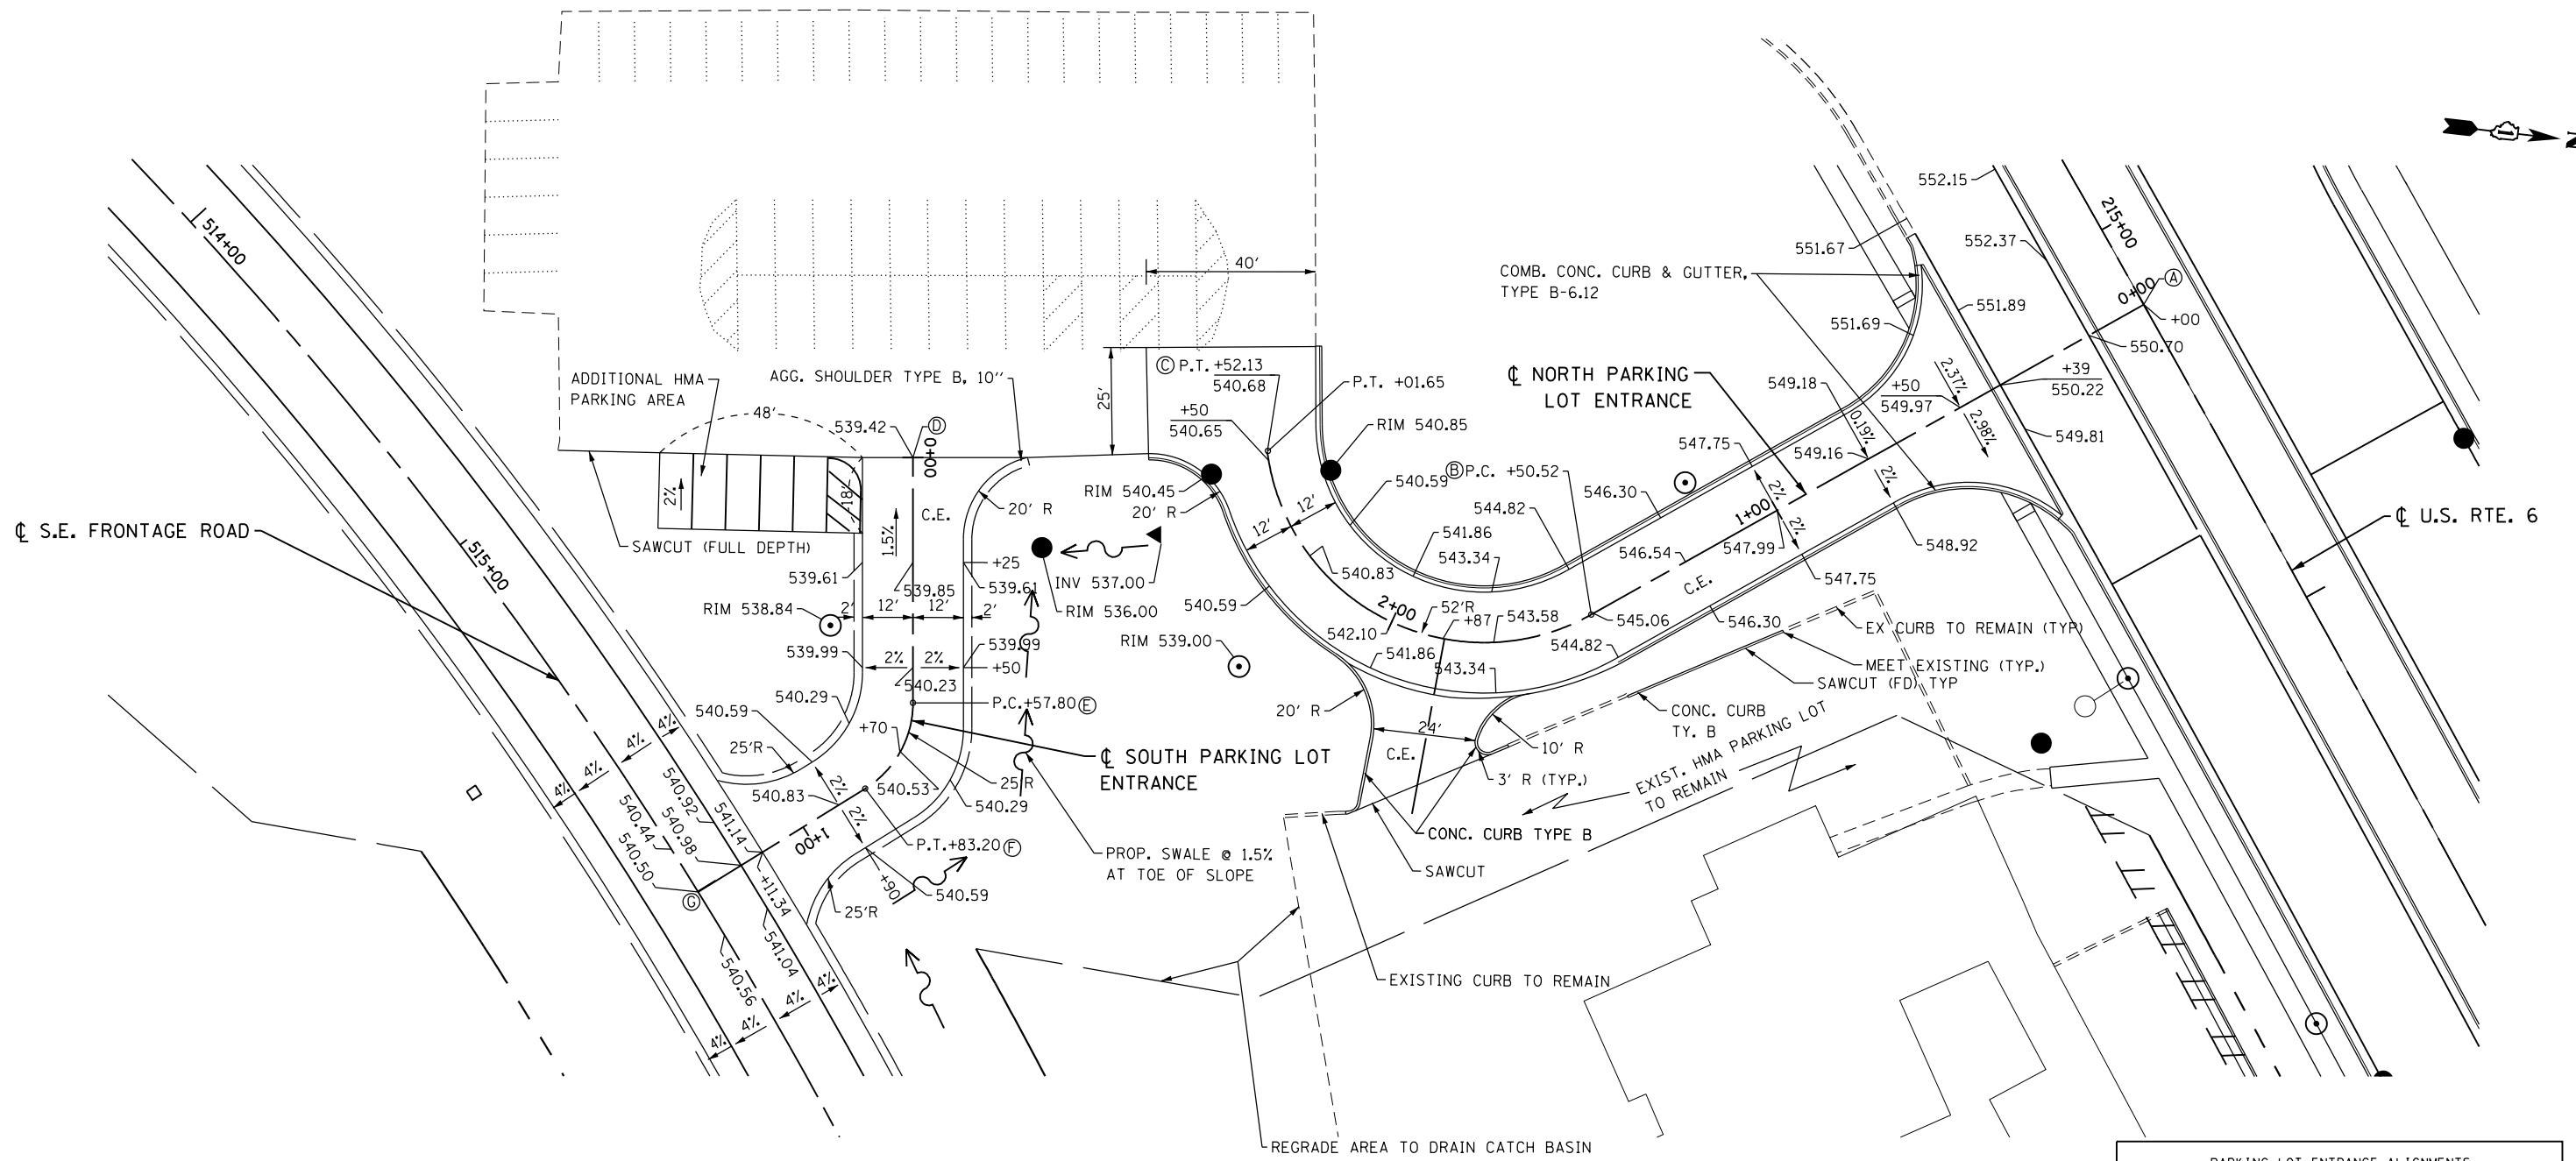 N
552.15
215+00
552.37
551.67
40'
COMB. CONC. CURB & GUTTER,
TYPE B-6.12
0+00 Ⓐ
+00
551.89
551.69
550.70
514+00
ADDITIONAL HMA
PARKING AREA
AGG. SHOULDER TYPE B, 10"
25'
Ⓒ P.T. +52.13
540.68
P.T. +01.65
℄ NORTH PARKING
LOT ENTRANCE
549.18
+50
549.97
2.37%
+39
550.22
48'
539.42
Ⓓ
0+00
+50
540.65
RIM 540.85
547.75
0.19%
2.98%
549.81
549.16
2%
18'
RIM 540.45
20' R
540.59
Ⓑ P.C. +50.52
546.30
2%
2%
20' R
C.E.
1.5%
12'
12'
544.82
541.86
543.34
1+00
2%
547.99
546.54
548.92
℄ U.S. RTE. 6
℄ S.E. FRONTAGE ROAD
515+00
SAWCUT (FULL DEPTH)
539.61
539.85
+25
539.61
INV 537.00
RIM 536.00
540.83
C.E.
547.75
RIM 538.84
2'
12'
12'
2'
540.59
2+00
52'R
+87
543.58
545.06
546.30
EX CURB TO REMAIN (TYP)
RIM 539.00
542.10
541.86
543.34
544.82
539.99
2%
2%
539.99
+50
540.23
MEET EXISTING (TYP.)
SAWCUT (FD) TYP
540.29
540.59
P.C.+57.80 Ⓔ
20' R
24'
C.E.
CONC. CURB
TY. B
+70
25'R
℄ SOUTH PARKING LOT
ENTRANCE
10' R
3' R (TYP.)
EXIST. HMA PARKING LOT
TO REMAIN
4%
4%
4%
4%
540.92
541.14
540.83
2%
540.53
25'R
540.29
540.44
540.98
540.50
2%
1+00
P.T.+83.20 Ⓕ
CONC. CURB TYPE B
PROP. SWALE @ 1.5%
AT TOE OF SLOPE
SAWCUT
Ⓖ
+11.34
+90
540.59
25'R
541.04
540.56
4%
4%
4%
4%
EXISTING CURB TO REMAIN
REGRADE AREA TO DRAIN CATCH BASIN
PARKING LOT ENTRANCE ALIGNMENTS